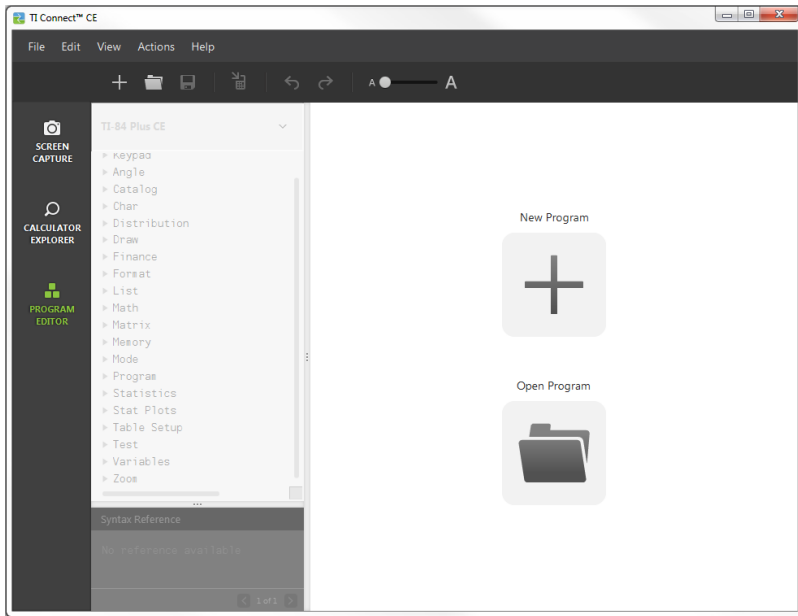 TI Connect™ CE
File Edit View Actions Help
A A
SCREEN
CAPTURE
CALCULATOR
EXPLORER
PROGRAM
EDITOR
TI-84 Plus CE
Keypad
Angle
Catalog
Char
Distribution
Draw
Finance
Format
List
Math
Matrix
Memory
Mode
Program
Statistics
Stat Plots
Table Setup
Test
Variables
Zoom
Syntax Reference
No reference available
1 of 1
New Program
Open Program